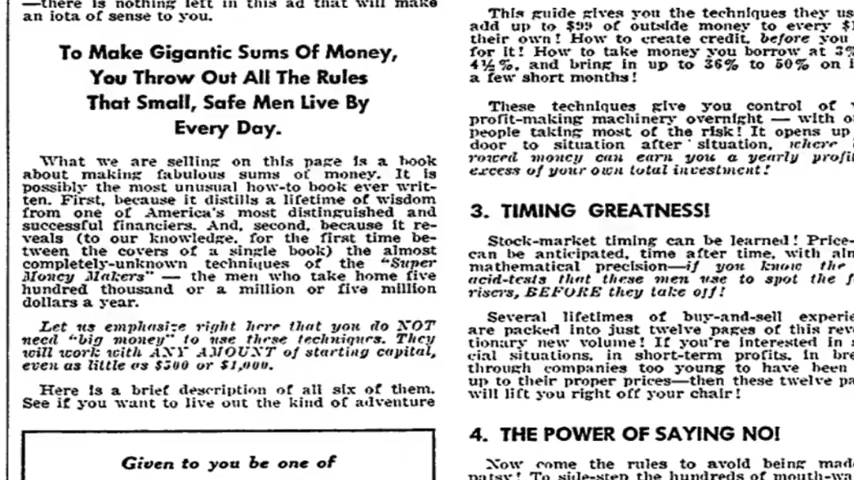 —there is nothing left in this ad that will make
an iota of sense to you.
To Make Gigantic Sums Of Money,
You Throw Out All The Rules
That Small, Safe Men Live By
Every Day.
What we are selling on this page is a book
about making fabulous sums of money. It is
possibly the most unusual how-to book ever writ-
ten. First, because it distills a lifetime of wisdom
from one of America's most distinguished and
successful financiers. And, second, because it re-
veals (to our knowledge, for the first time be-
tween the covers of a single book) the almost
completely-unknown techniques of the "Super
Money Makers" — the men who take home five
hundred thousand or a million or five million
dollars a year.
Let us emphasize right here that you do NOT
need "big money" to use these techniques. They
will work with ANY AMOUNT of starting capital,
even as little as $500 or $1,000.
Here is a brief description of all six of them.
See if you want to live out the kind of adventure
Given to you be one of
This guide gives you the techniques they us
add up to $99 of outside money to every $1
their own! How to create credit, before you
for it! How to take money you borrow at 3%
4½%, and bring in up to 36% to 50% on i
a few short months!
These techniques give you control of
profit-making machinery overnight — with o
people taking most of the risk! It opens up
door to situation after situation, where
rowed money can earn you a yearly profi
excess of your own total investment!
3. TIMING GREATNESS!
Stock-market timing can be learned! Price-
can be anticipated, time after time, with alm
mathematical precision—if you know the
acid-tests that these men use to spot the f
risers, BEFORE they take off!
Several lifetimes of buy-and-sell experie
are packed into just twelve pages of this rev
tionary new volume! If you're interested in s
cial situations, in short-term profits, in bre
through companies too young to have been
up to their proper prices—then these twelve pa
will lift you right off your chair!
4. THE POWER OF SAYING NO!
Now come the rules to avoid being mad
patsy! To side-step the hundreds of mouth-wa